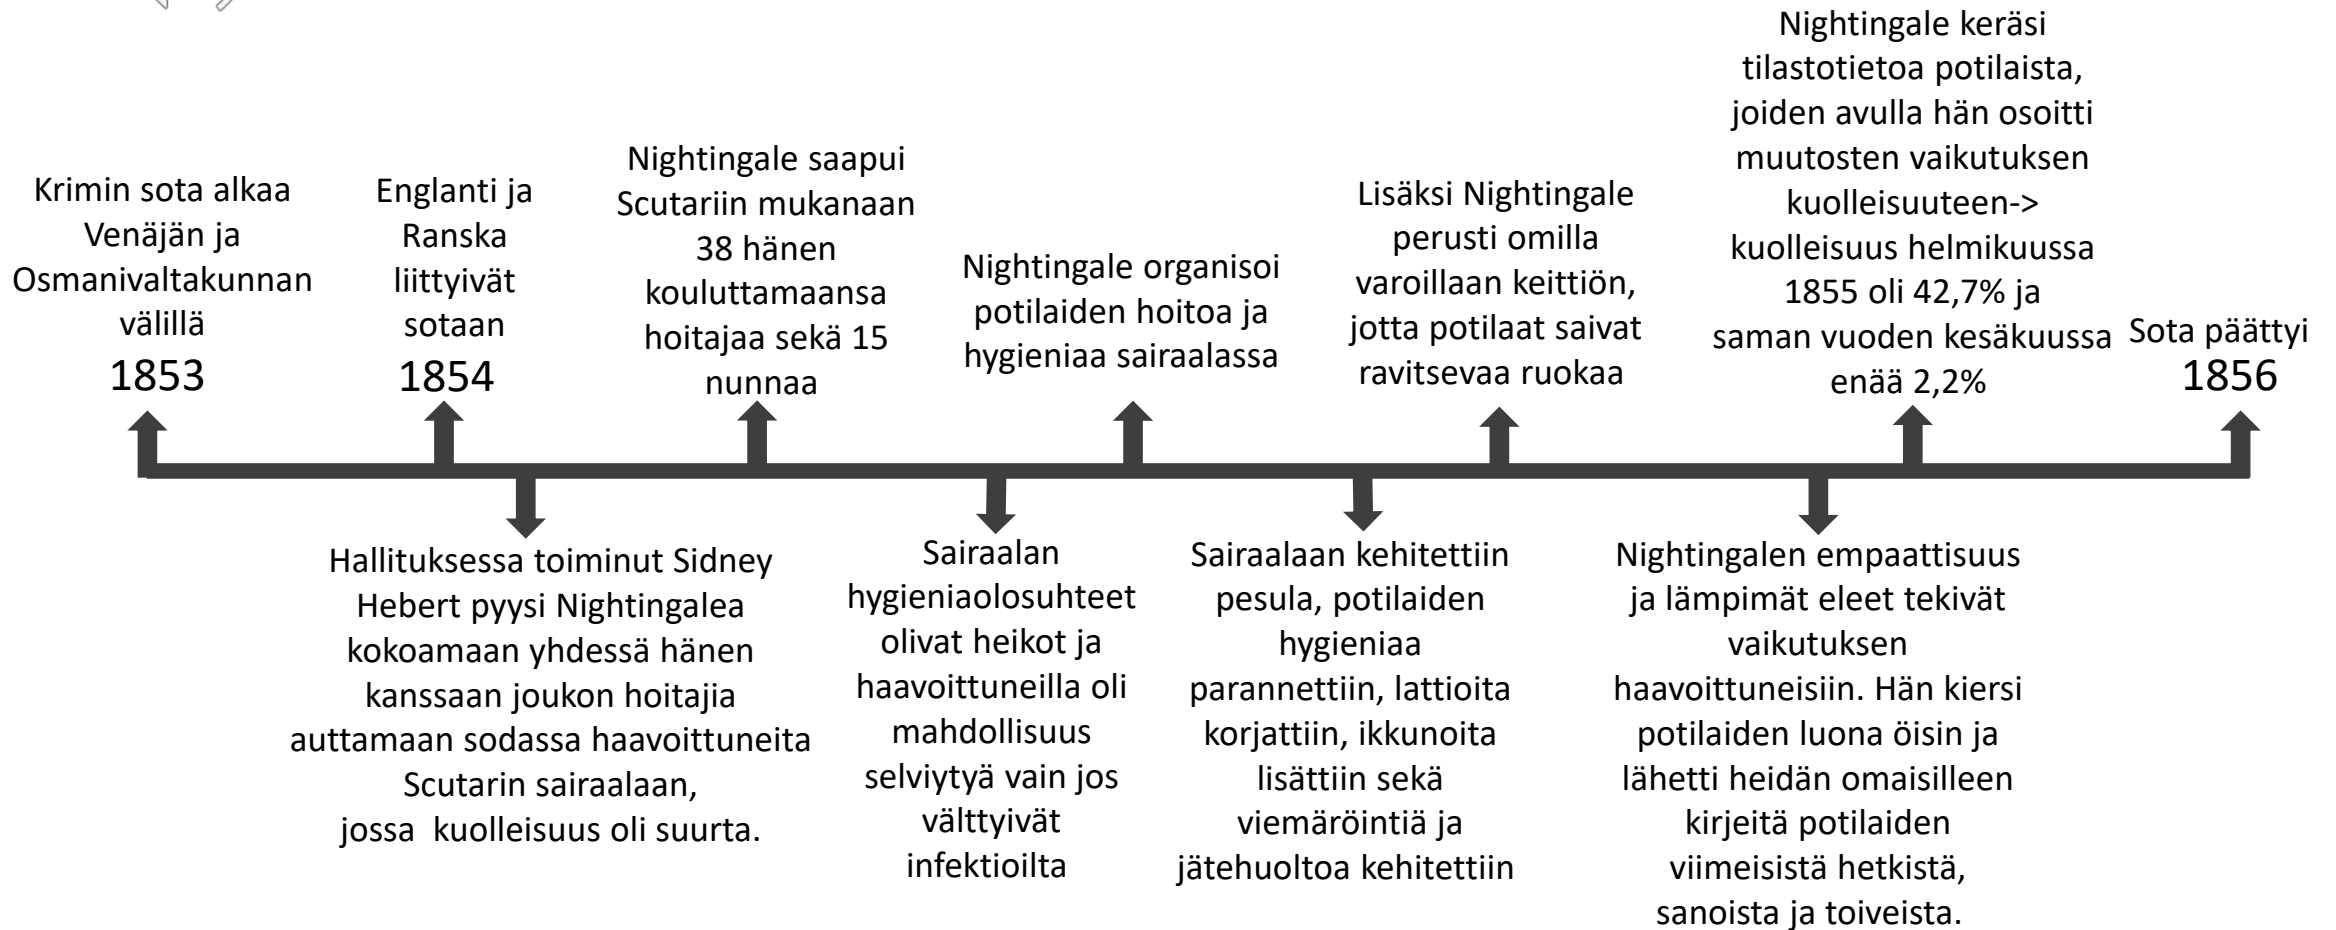 Krimin sota alkaa
Venäjän ja
Osmanivaltakunnan
välillä
1853
Englanti ja
Ranska
liittyivät
sotaan
1854
Hallituksessa toiminut Sidney
Hebert pyysi Nightingalea
kokoamaan yhdessä hänen
kanssaan joukon hoitajia
auttamaan sodassa haavoittuneita
Scutarin sairaalaan,
jossa  kuolleisuus oli suurta.
Nightingale saapui
Scutariin mukanaan
38 hänen
kouluttamaansa
hoitajaa sekä 15
nunnaa
Sairaalan
hygieniaolosuhteet
olivat heikot ja
haavoittuneilla oli
mahdollisuus
selviytyä vain jos
välttyivät
infektioilta
Nightingale organisoi
potilaiden hoitoa ja
hygieniaa sairaalassa
Sairaalaan kehitettiin
pesula, potilaiden
hygieniaa
parannettiin, lattioita
korjattiin, ikkunoita
lisättiin sekä
viemäröintiä ja
jätehuoltoa kehitettiin
Lisäksi Nightingale
perusti omilla
varoillaan keittiön,
jotta potilaat saivat
ravitsevaa ruokaa
Nightingalen empaattisuus
ja lämpimät eleet tekivät
vaikutuksen
haavoittuneisiin. Hän kiersi
potilaiden luona öisin ja
lähetti heidän omaisilleen
kirjeitä potilaiden
viimeisistä hetkistä,
sanoista ja toiveista.
Nightingale keräsi
tilastotietoa potilaista,
joiden avulla hän osoitti
muutosten vaikutuksen
kuolleisuuteen->
kuolleisuus helmikuussa
1855 oli 42,7% ja
saman vuoden kesäkuussa
enää 2,2%
Sota päättyi
1856